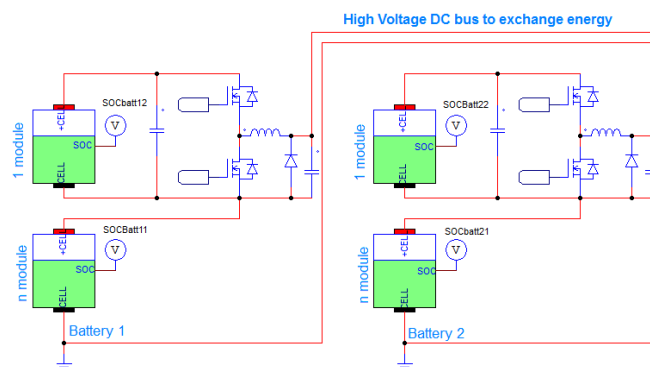 High Voltage DC bus to exchange energy
SOCbatt12
V
+CELL
SOC
CELL
1 module
SOCBatt22
V
+CELL
SOC
CELL
1 module
SOCBatt11
V
+CELL
SOC
CELL
n module
Battery 1
SOCbatt21
V
+CELL
SOC
CELL
n module
Battery 2